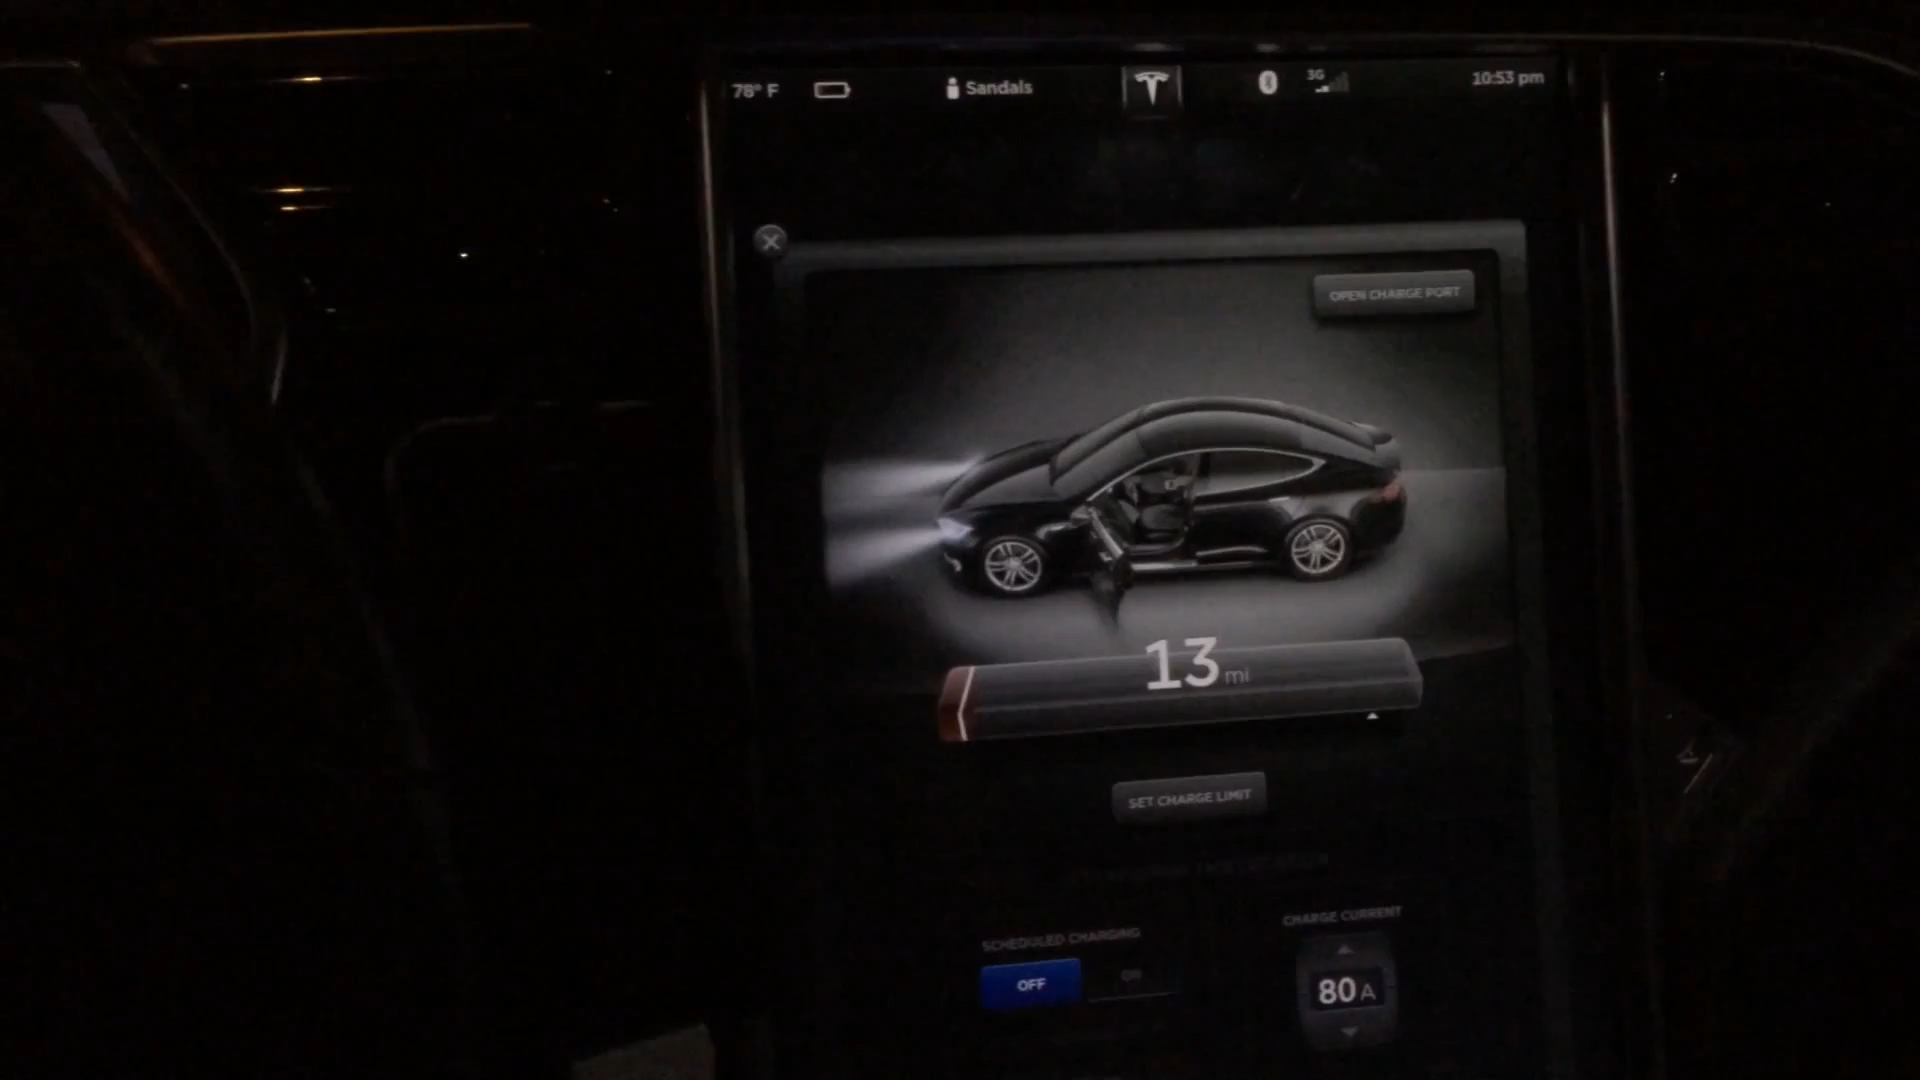 78° F Sandals 3G 10:53 pm
OPEN CHARGE PORT
13 mi
SET CHARGE LIMIT
SCHEDULED CHARGING
OFF ON
CHARGE CURRENT
80 A